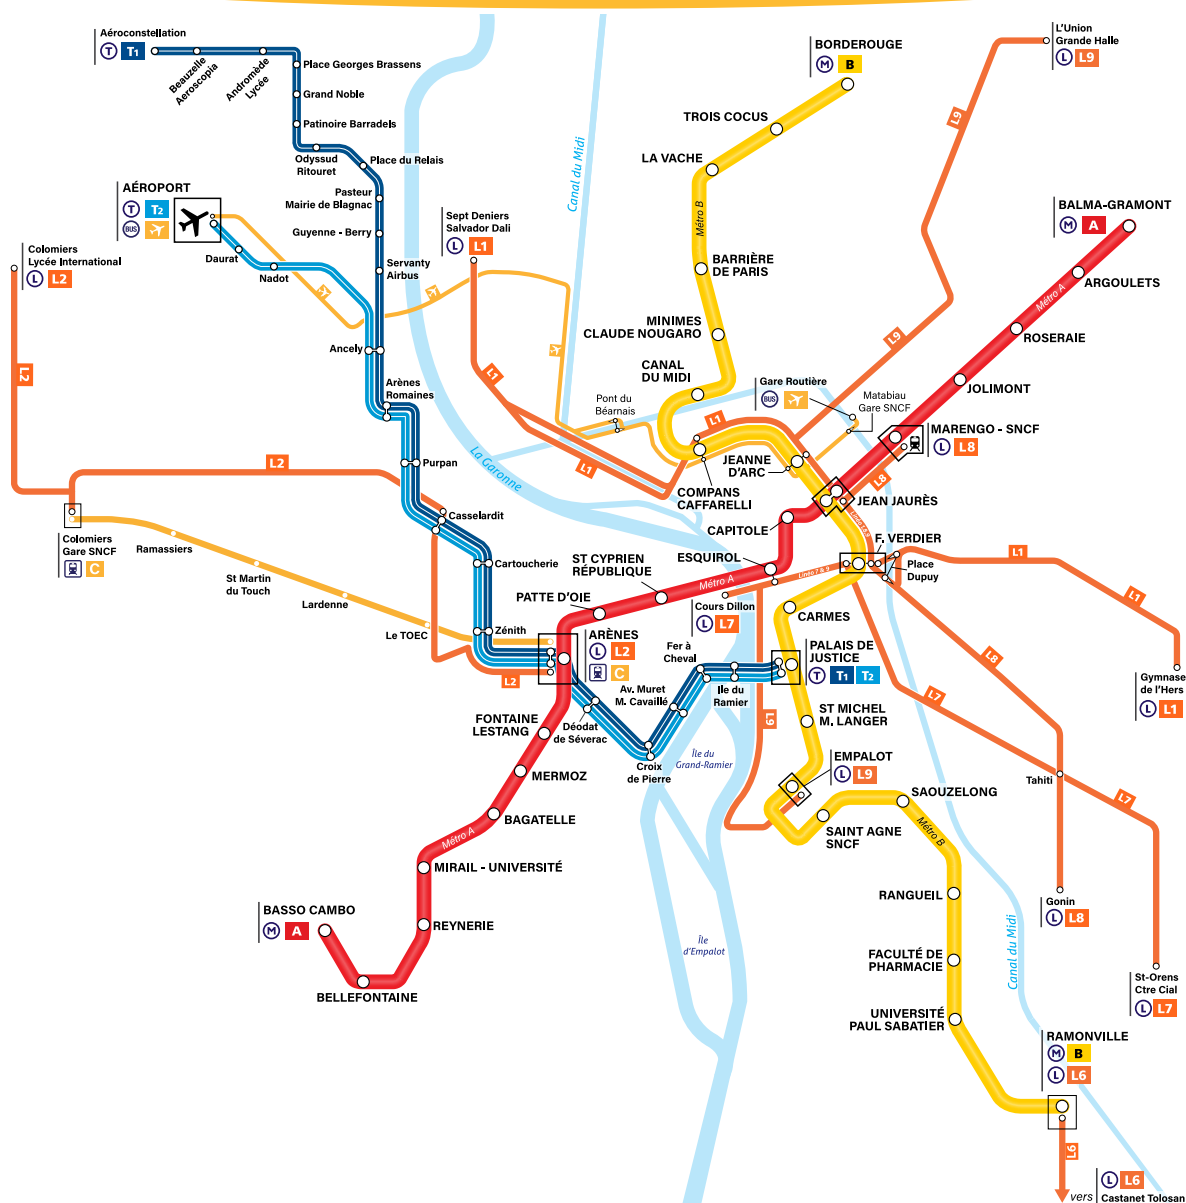 Aéroconstellation
T T1
Beauzelle
Aeroscopia
Andromède
Lycée
Place Georges Brassens
Grand Noble
Patinoire Barradels
Odyssud
Ritouret
Place du Relais
Pasteur
Mairie de Blagnac
Guyenne - Berry
Servanty
Airbus
AÉROPORT
T T2
BUS
Daurat
Nadot
Ancely
Arènes
Romaines
Purpan
Casselardit
Cartoucherie
Zénith
Colomiers
Lycée International
L L2
L2
L2
Colomiers
Gare SNCF
C
Ramassiers
St Martin
du Touch
Lardenne
Le TOEC
L2
Sept Deniers
Salvador Dali
L L1
L1
L1
L1
Canal du Midi
La Garonne
Pont du
Béarnais
BORDEROUGE
M B
TROIS COCUS
LA VACHE
Métro B
BARRIÈRE
DE PARIS
MINIMES
CLAUDE NOUGARO
CANAL
DU MIDI
COMPANS
CAFFARELLI
JEANNE
D'ARC
Gare Routière
BUS
Matabiau
Gare SNCF
L'Union
Grande Halle
L L9
L9
L9
BALMA-GRAMONT
M A
Métro A
ARGOULETS
ROSERAIE
JOLIMONT
MARENGO - SNCF
L L8
L8
JEAN JAURÈS
CAPITOLE
ESQUIROL
ST CYPRIEN
RÉPUBLIQUE
Métro A
PATTE D'OIE
Linéo 7 & 9
F. VERDIER
Place
Dupuy
Cours Dillon
L L7
CARMES
ARÈNES
L L2
C
Fer à
Cheval
Av. Muret
M. Cavaillé
Ile du
Ramier
Déodat
de Séverac
Croix
de Pierre
PALAIS DE
JUSTICE
T T1 T2
L9
Île du
Grand-Ramier
ST MICHEL
M. LANGER
EMPALOT
L L9
SAINT AGNE
SNCF
SAOUZELONG
Métro B
RANGUEIL
FACULTÉ DE
PHARMACIE
UNIVERSITÉ
PAUL SABATIER
RAMONVILLE
M B
L L6
L6
vers
L L6
Castanet Tolosan
Canal du Midi
L1
L1
Gymnase
de l'Hers
L L1
L8
Tahiti
Gonin
L L8
L7
L7
St-Orens
Ctre Cial
L L7
FONTAINE
LESTANG
MERMOZ
BAGATELLE
Métro A
MIRAIL - UNIVERSITÉ
REYNERIE
BASSO CAMBO
M A
BELLEFONTAINE
Île
d'Empalot